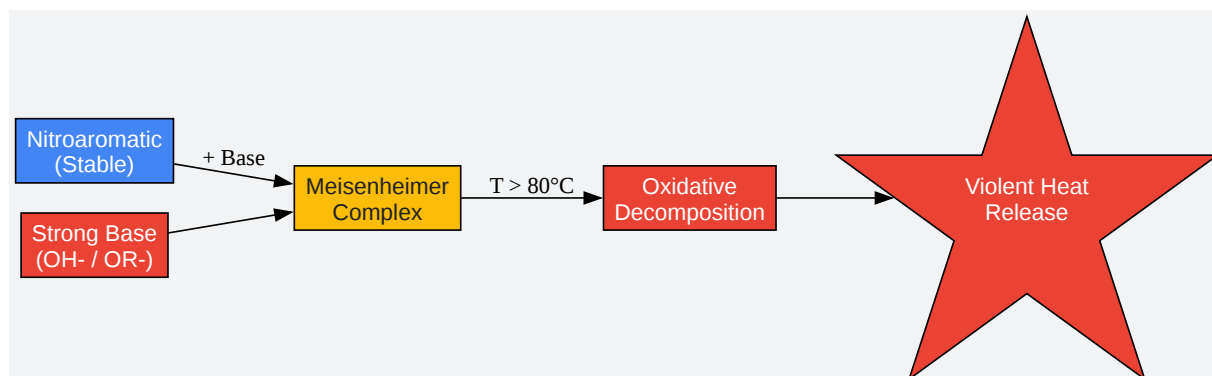 Nitroaromatic
(Stable)
+ Base
Strong Base
(OH- / OR-)
Meisenheimer
Complex
T > 80°C
Oxidative
Decomposition
Violent Heat
Release